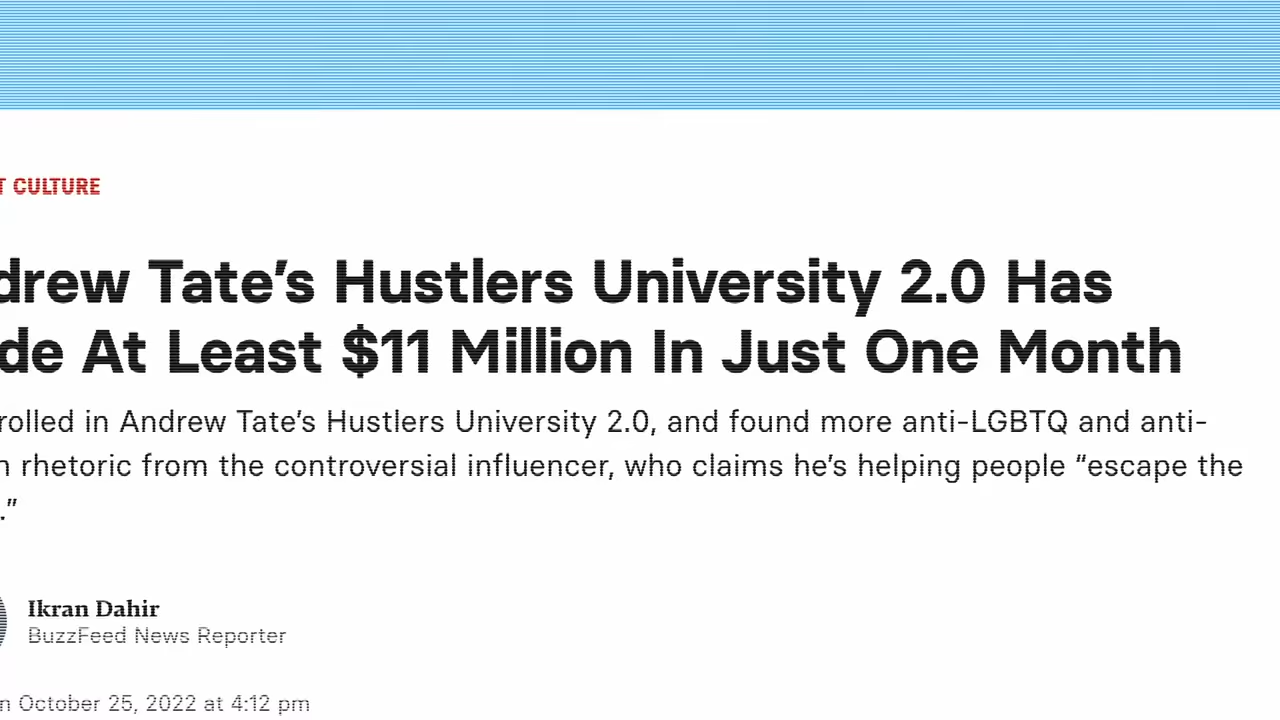 T CULTURE
drew Tate's Hustlers University 2.0 Has
de At Least $11 Million In Just One Month
rolled in Andrew Tate's Hustlers University 2.0, and found more anti-LGBTQ and anti-
n rhetoric from the controversial influencer, who claims he's helping people “escape the
.”
Ikran Dahir
BuzzFeed News Reporter
n October 25, 2022 at 4:12 pm